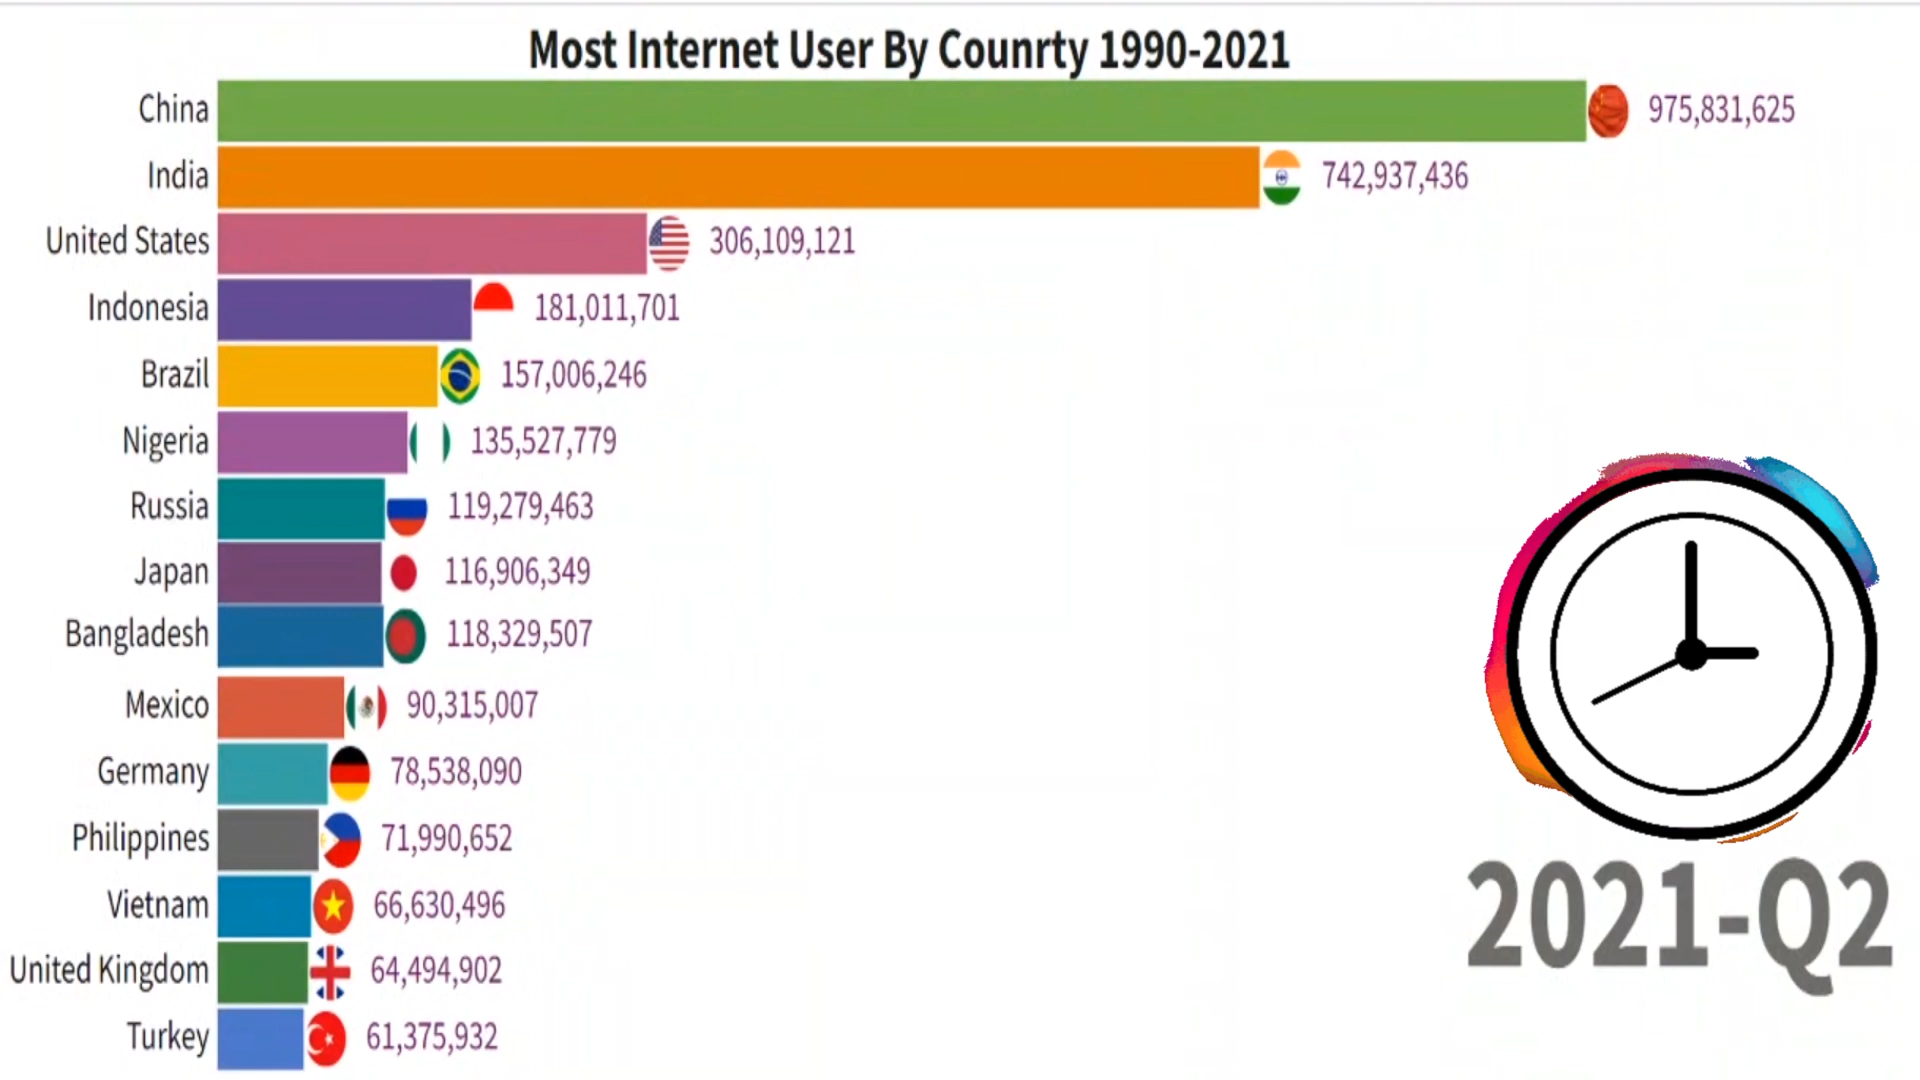 Most Internet User By Counrty 1990-2021
China 975,831,625
India 742,937,436
United States 306,109,121
Indonesia 181,011,701
Brazil 157,006,246
Nigeria 135,527,779
Russia 119,279,463
Japan 116,906,349
Bangladesh 118,329,507
Mexico 90,315,007
Germany 78,538,090
Philippines 71,990,652
Vietnam 66,630,496
United Kingdom 64,494,902
Turkey 61,375,932
2021-Q2